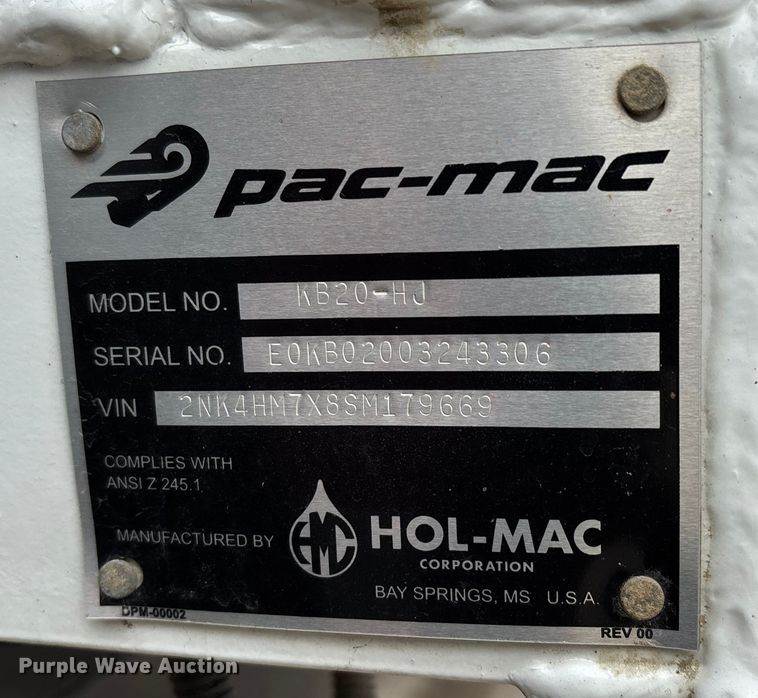 pac-mac
MODEL NO. KB20-HJ
SERIAL NO. E0KB02003243306
VIN 2NK4HM7X8SM179669
COMPLIES WITH
ANSI Z 245.1
MANUFACTURED BY HMC HOL-MAC
CORPORATION
BAY SPRINGS, MS U.S.A.
DPM-00002
REV 00
Purple Wave Auction